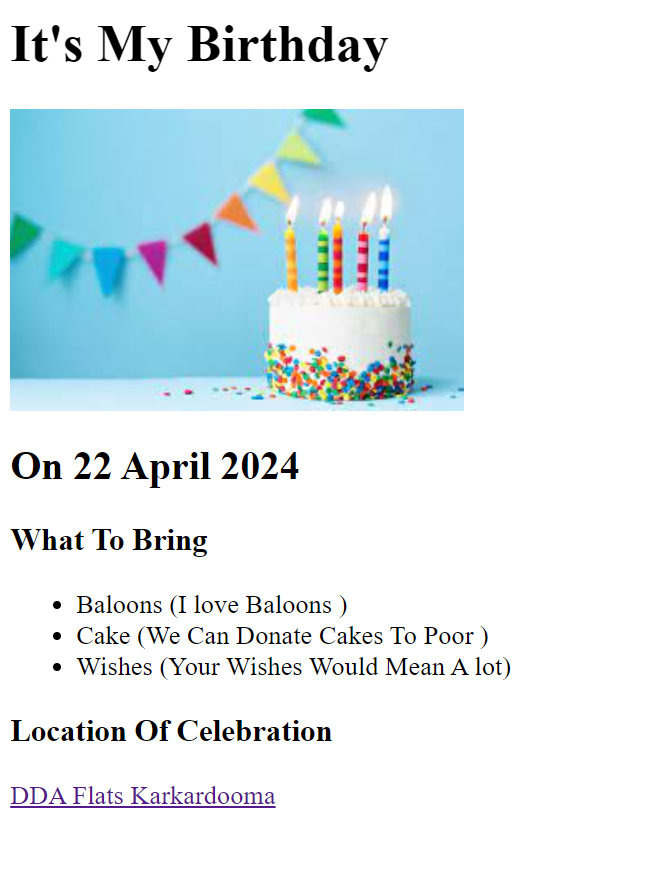 It's My Birthday
On 22 April 2024
What To Bring
Baloons (I love Baloons )
Cake (We Can Donate Cakes To Poor )
Wishes (Your Wishes Would Mean A lot)
Location Of Celebration
DDA Flats Karkardooma